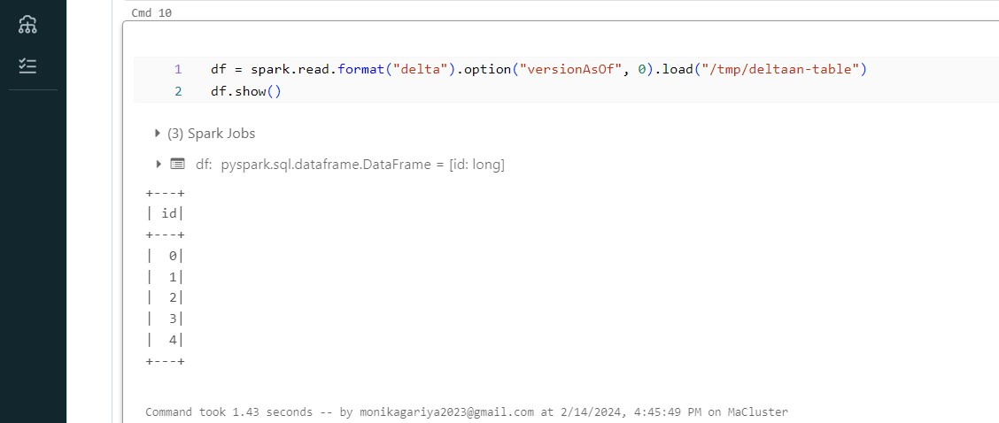 Cmd 10
1 df = spark.read.format("delta").option("versionAsOf", 0).load("/tmp/deltaan-table")
2 df.show()
(3) Spark Jobs
df: pyspark.sql.dataframe.DataFrame = [id: long]
+---+
| id|
+---+
|  0|
|  1|
|  2|
|  3|
|  4|
+---+
Command took 1.43 seconds -- by monikagariya2023@gmail.com at 2/14/2024, 4:45:49 PM on MaCluster